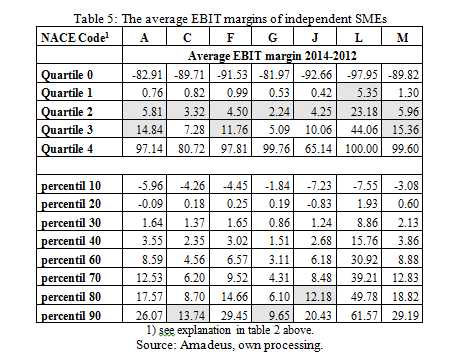 Table 5: The average EBIT margins of independent SMEs
NACE Code1 A C F G J L M
Average EBIT margin 2014-2012
Quartile 0 -82.91 -89.71 -91.53 -81.97 -92.66 -97.95 -89.82
Quartile 1 0.76 0.82 0.99 0.53 0.42 5.35 1.30
Quartile 2 5.81 3.32 4.50 2.24 4.25 23.18 5.96
Quartile 3 14.84 7.28 11.76 5.09 10.06 44.06 15.36
Quartile 4 97.14 80.72 97.81 99.76 65.14 100.00 99.60
percentil 10 -5.96 -4.26 -4.45 -1.84 -7.23 -7.55 -3.08
percentil 20 -0.09 0.18 0.25 0.19 -0.83 1.93 0.60
percentil 30 1.64 1.37 1.65 0.86 1.24 8.86 2.13
percentil 40 3.55 2.35 3.02 1.51 2.68 15.76 3.86
percentil 60 8.59 4.56 6.57 3.11 6.18 30.92 8.88
percentil 70 12.53 6.20 9.52 4.31 8.48 39.21 12.83
percentil 80 17.57 8.70 14.66 6.10 12.18 49.78 18.82
percentil 90 26.07 13.74 29.45 9.65 20.43 61.57 29.19
1) see explanation in table 2 above.
Source: Amadeus, own processing.